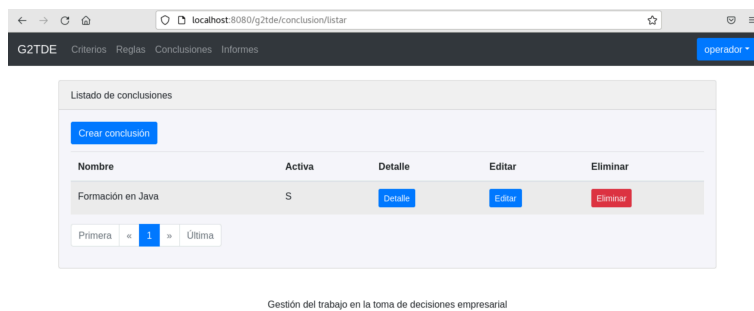 localhost:8080/g2tde/conclusion/listar
G2TDE Criterios Reglas Conclusiones Informes operador
Listado de conclusiones
Crear conclusión
Nombre Activa Detalle Editar Eliminar
Formación en Java S Detalle Editar Eliminar
Primera « 1 » Última
Gestión del trabajo en la toma de decisiones empresarial